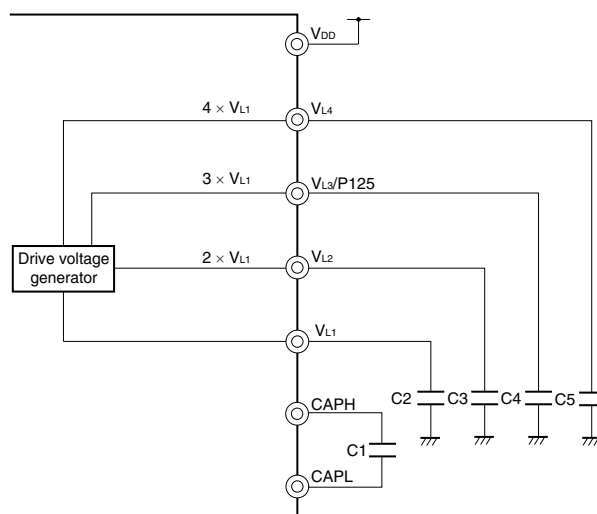 VDD
4 × VL1
VL4
3 × VL1
VL3/P125
Drive voltage
generator
2 × VL1
VL2
VL1
C2
C3
C4
C5
CAPH
C1
CAPL